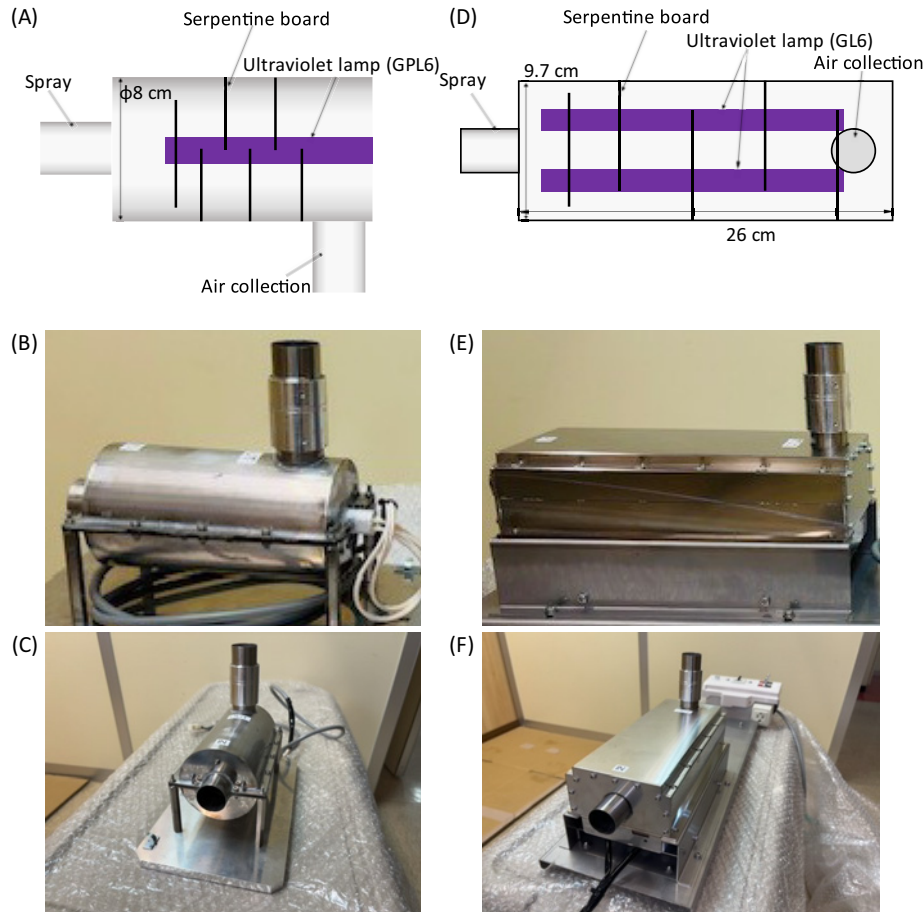 (A)
Serpentine board
Ultraviolet lamp (GPL6)
Spray
ϕ8 cm
Air collection
(D)
Serpentine board
Ultraviolet lamp (GL6)
Air collection
Spray
9.7 cm
26 cm
(B)
(E)
(C)
(F)